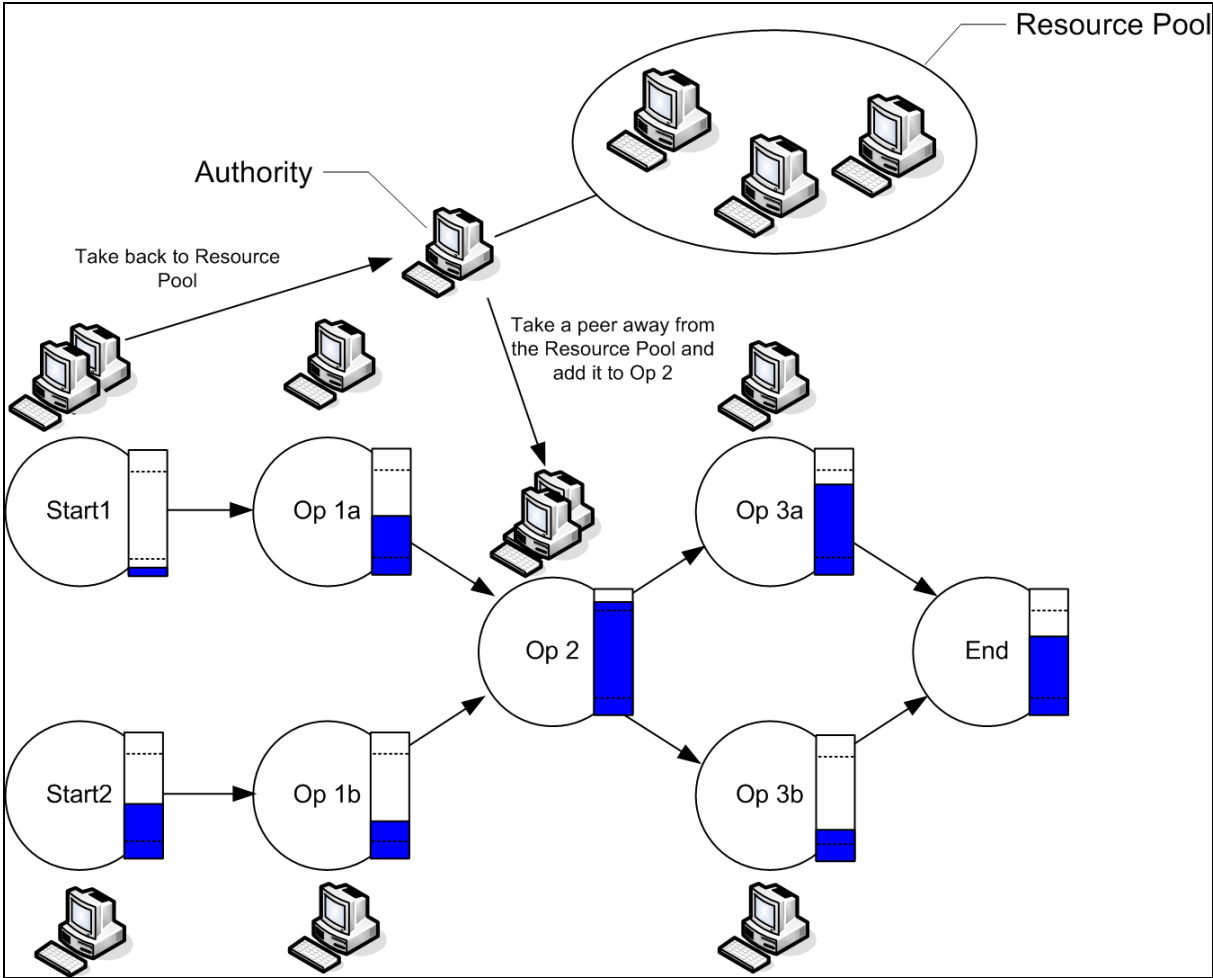 Resource Pool
Authority
Take back to Resource
Pool
Take a peer away from
the Resource Pool and
add it to Op 2
Start1
Op 1a
Op 3a
Op 2
End
Start2
Op 1b
Op 3b